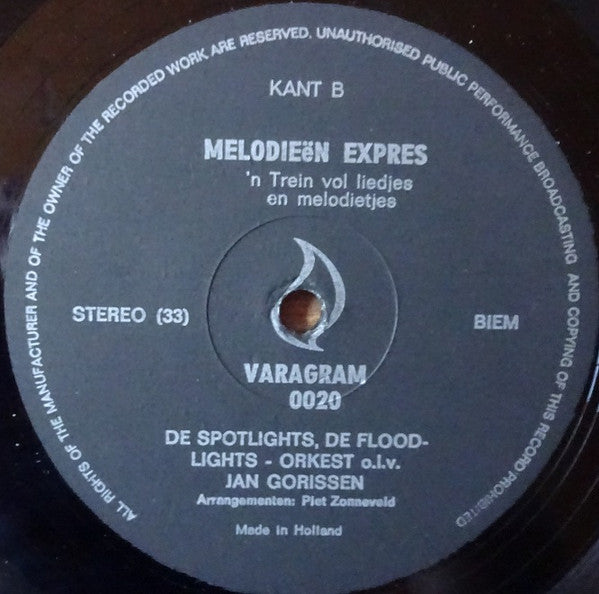 ALL RIGHTS OF THE MANUFACTURER AND OF THE OWNER OF THE RECORDED WORK ARE RESERVED. UNAUTHORISED PUBLIC PERFORMANCE BROADCASTING AND COPYING OF THIS RECORD PROHIBITED
KANT B
MELODIEëN EXPRES
'n Trein vol liedjes
en melodietjes
STEREO (33)
BIEM
VARAGRAM
0020
DE SPOTLIGHTS, DE FLOOD-
LIGHTS - ORKEST o.l.v.
JAN GORISSEN
Arrangementen: Piet Zonneveld
Made in Holland